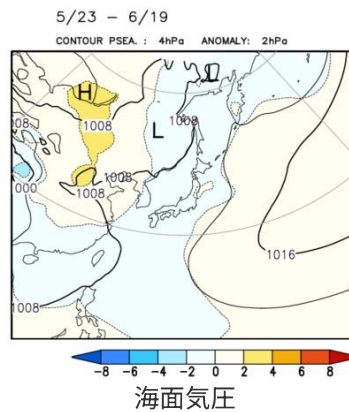 5/23 – 6/19
CONTOUR PSEA. : 4hPa ANOMALY: 2hPa
H
L
L
1008
1008
008
1008
1008
000
1016
1008
-8 -6 -4 -2 0 2 4 6 8
海面気圧